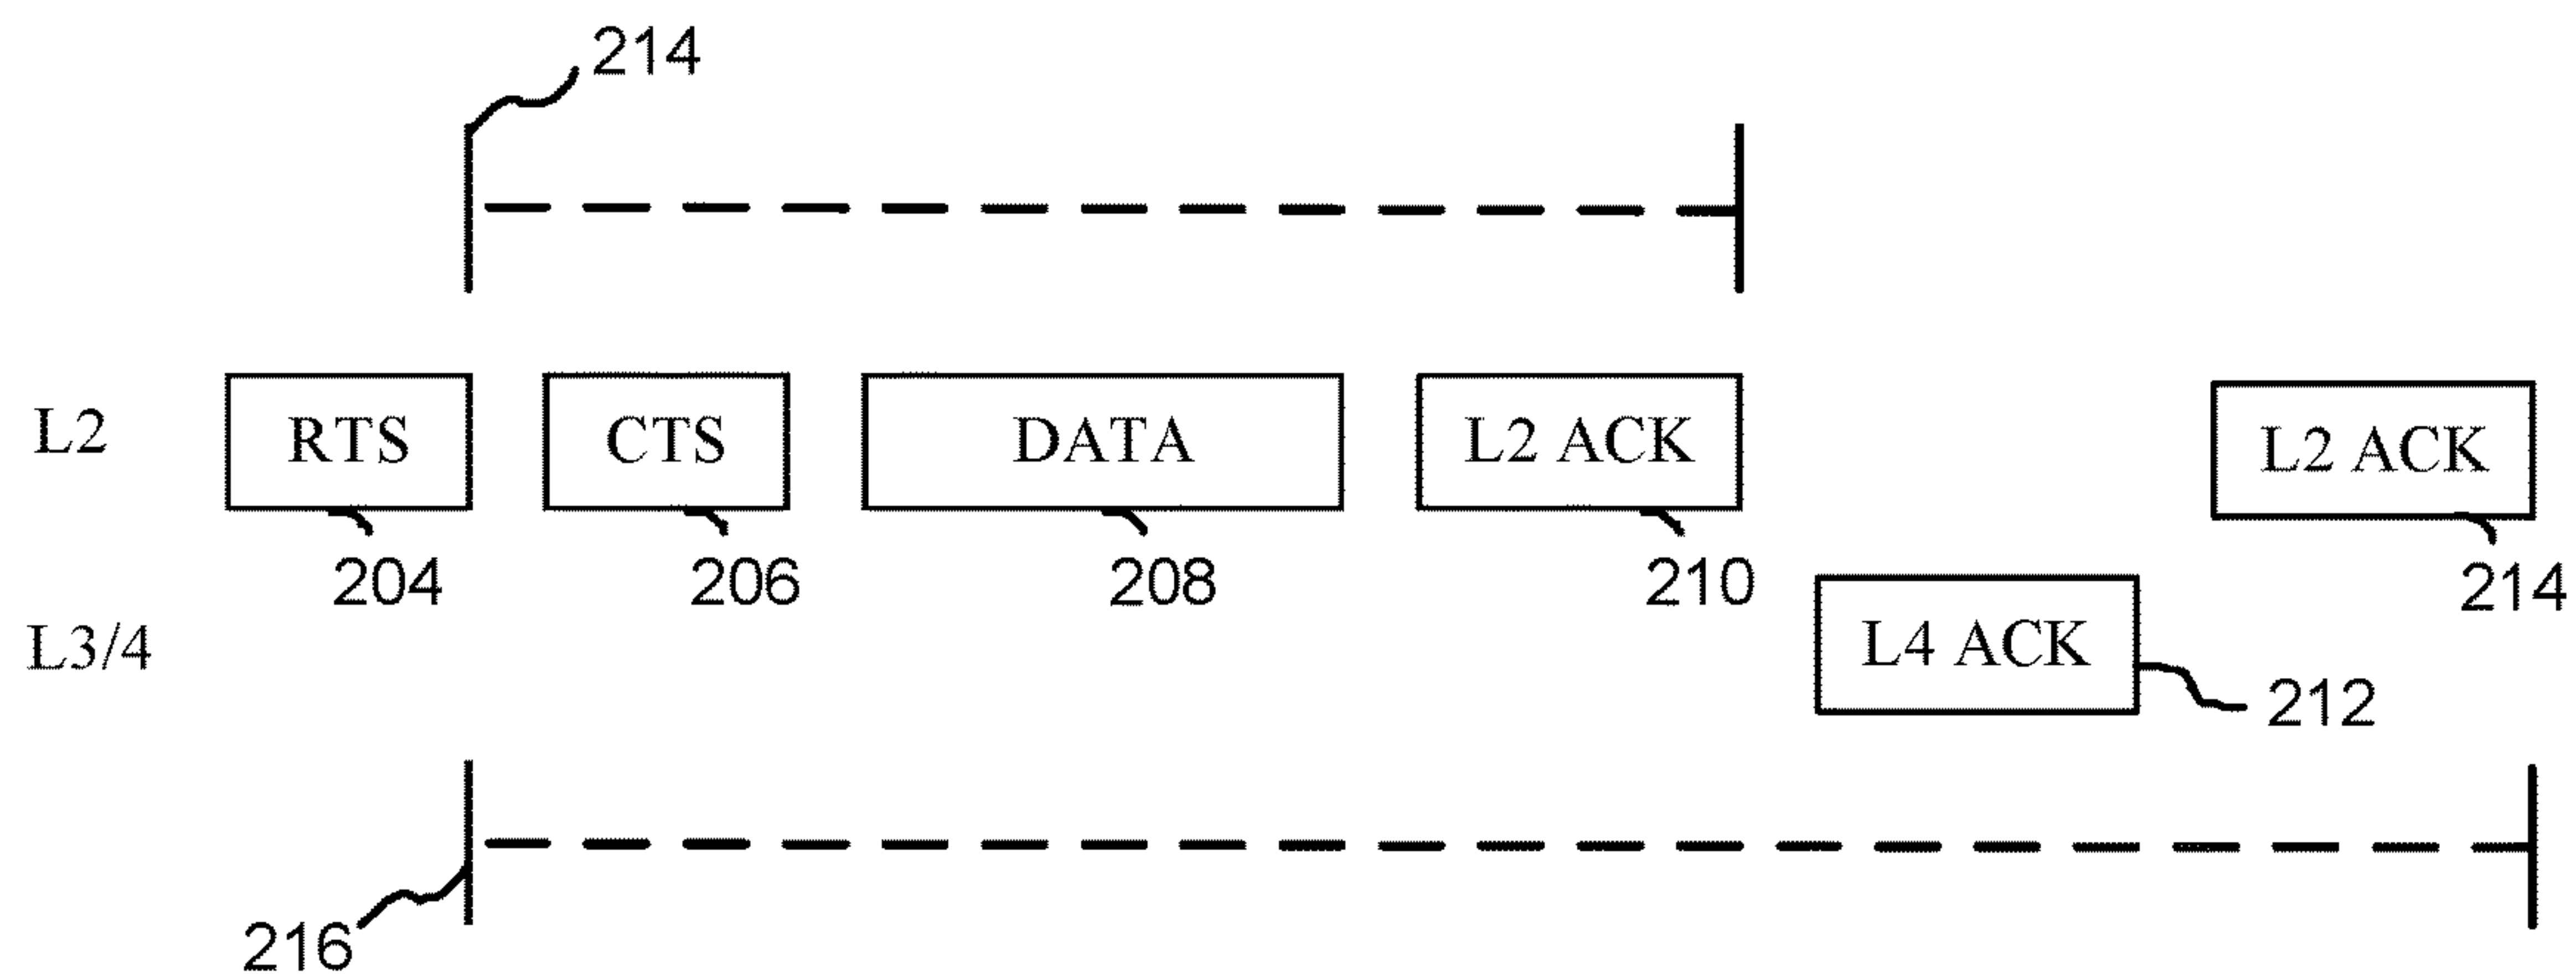 214
L2 RTS CTS DATA L2 ACK L2 ACK
204 206 208 210 214
L3/4 L4 ACK
212
216